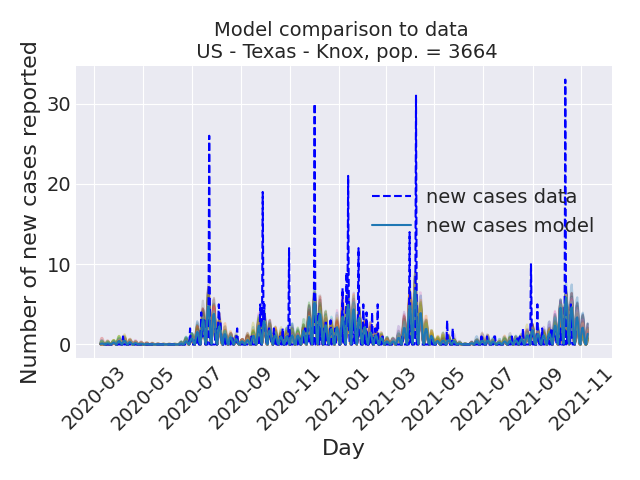 Model comparison to data
US - Texas - Knox, pop. = 3664
Number of new cases reported
30
20
10
0
new cases data
new cases model
2020-03
2020-05
2020-07
2020-09
2020-11
2021-01
2021-03
2021-05
2021-07
2021-09
2021-11
Day